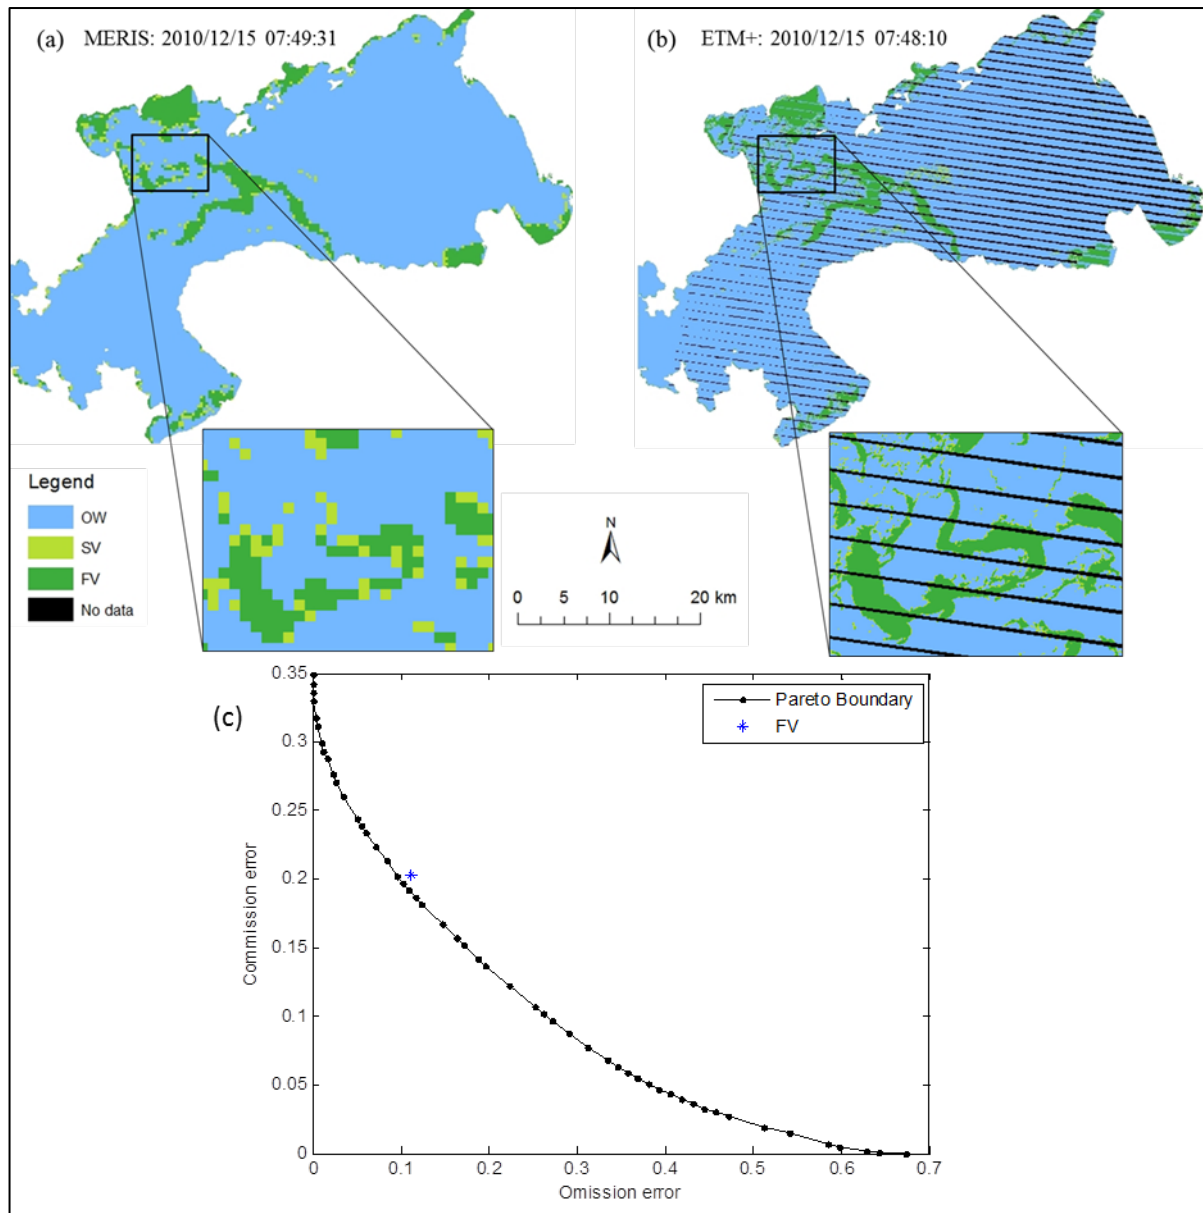 (a) MERIS: 2010/12/15 07:49:31
(b) ETM+: 2010/12/15 07:48:10
Legend
OW
SV
FV
No data
N
0 5 10 20 km
(c)
Pareto Boundary
FV
0.35
0.3
0.25
0.2
0.15
0.1
0.05
0
Commission error
0 0.1 0.2 0.3 0.4 0.5 0.6 0.7
Omission error